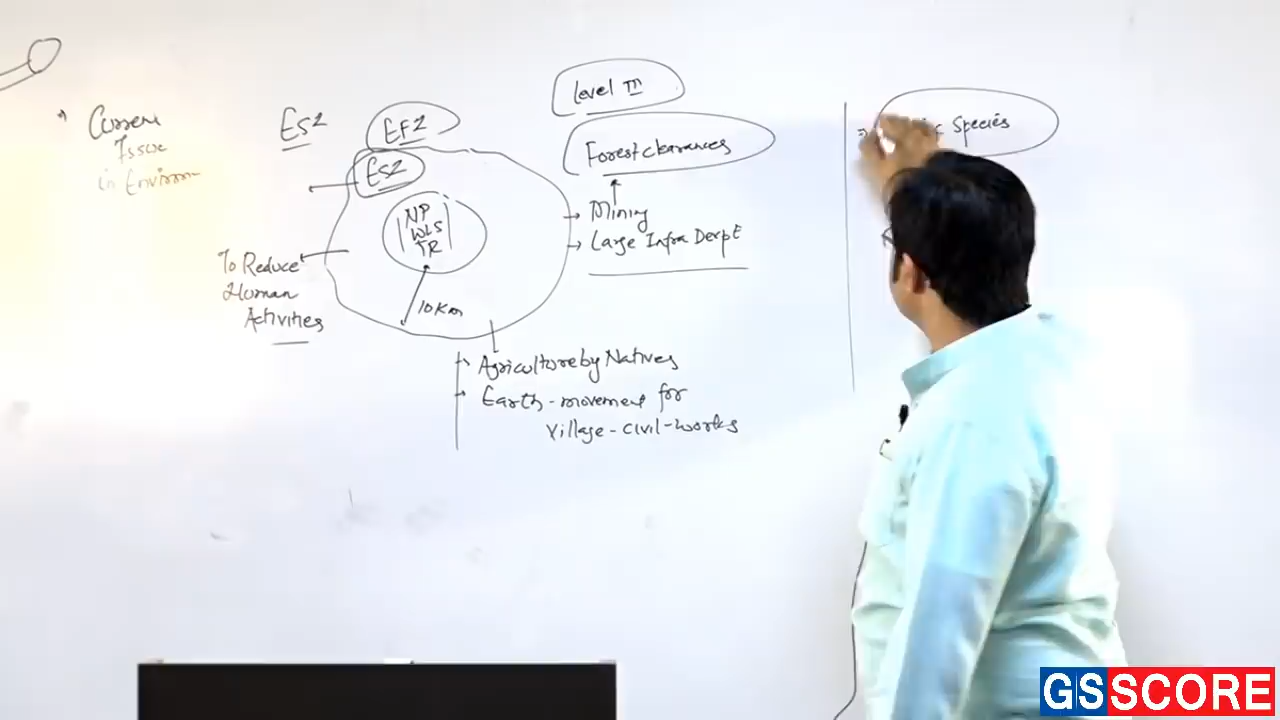 Current
Issue
in Environ
ESZ
EFZ
ESZ
NP
WLS
TR
10km
To Reduce
Human
Activities
Level III
Forest clearances
Mining
Large Infra
Agriculture by Natives
Earth-movement for
village-civil-works
Species
GSSCORE